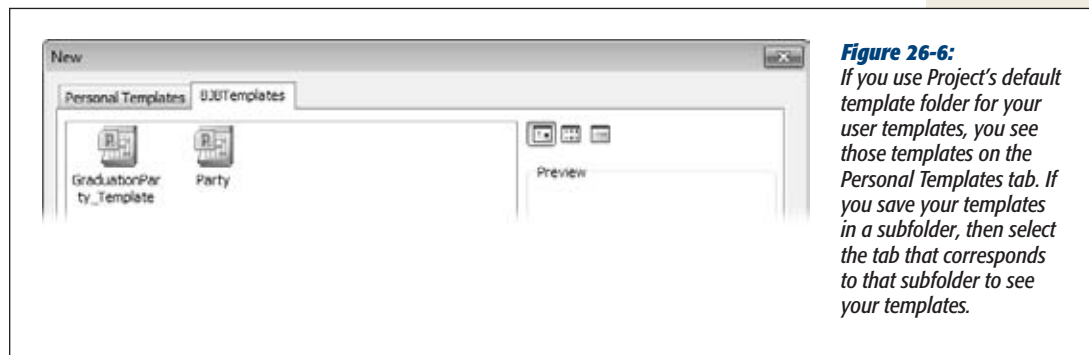 New
Personal Templates
BJBTemplates
GraduationPar
ty_Template
Party
Preview
Figure 26-6:
If you use Project's default
template folder for your
user templates, you see
those templates on the
Personal Templates tab. If
you save your templates
in a subfolder, then select
the tab that corresponds
to that subfolder to see
your templates.